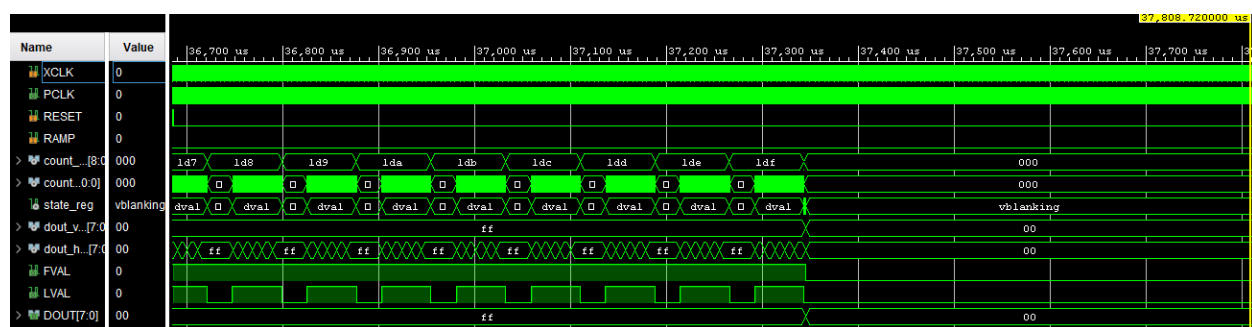 37,808.720000 us
Name Value
36,700 us 36,800 us 36,900 us 37,000 us 37,100 us 37,200 us 37,300 us 37,400 us 37,500 us 37,600 us 37,700 us
XCLK 0
PCLK 0
RESET 0
RAMP 0
count_...[8:0 000 1d7 1d8 1d9 1da 1db 1dc 1dd 1de 1df 000
count...0:0] 000 000
state_reg vblanking dval dval dval dval dval dval dval dval dval vblanking
dout_v...[7:0 00 ff 00
dout_h...[7:0 00 ff ff ff ff ff ff ff ff 00
FVAL 0
LVAL 0
DOUT[7:0] 00 ff 00